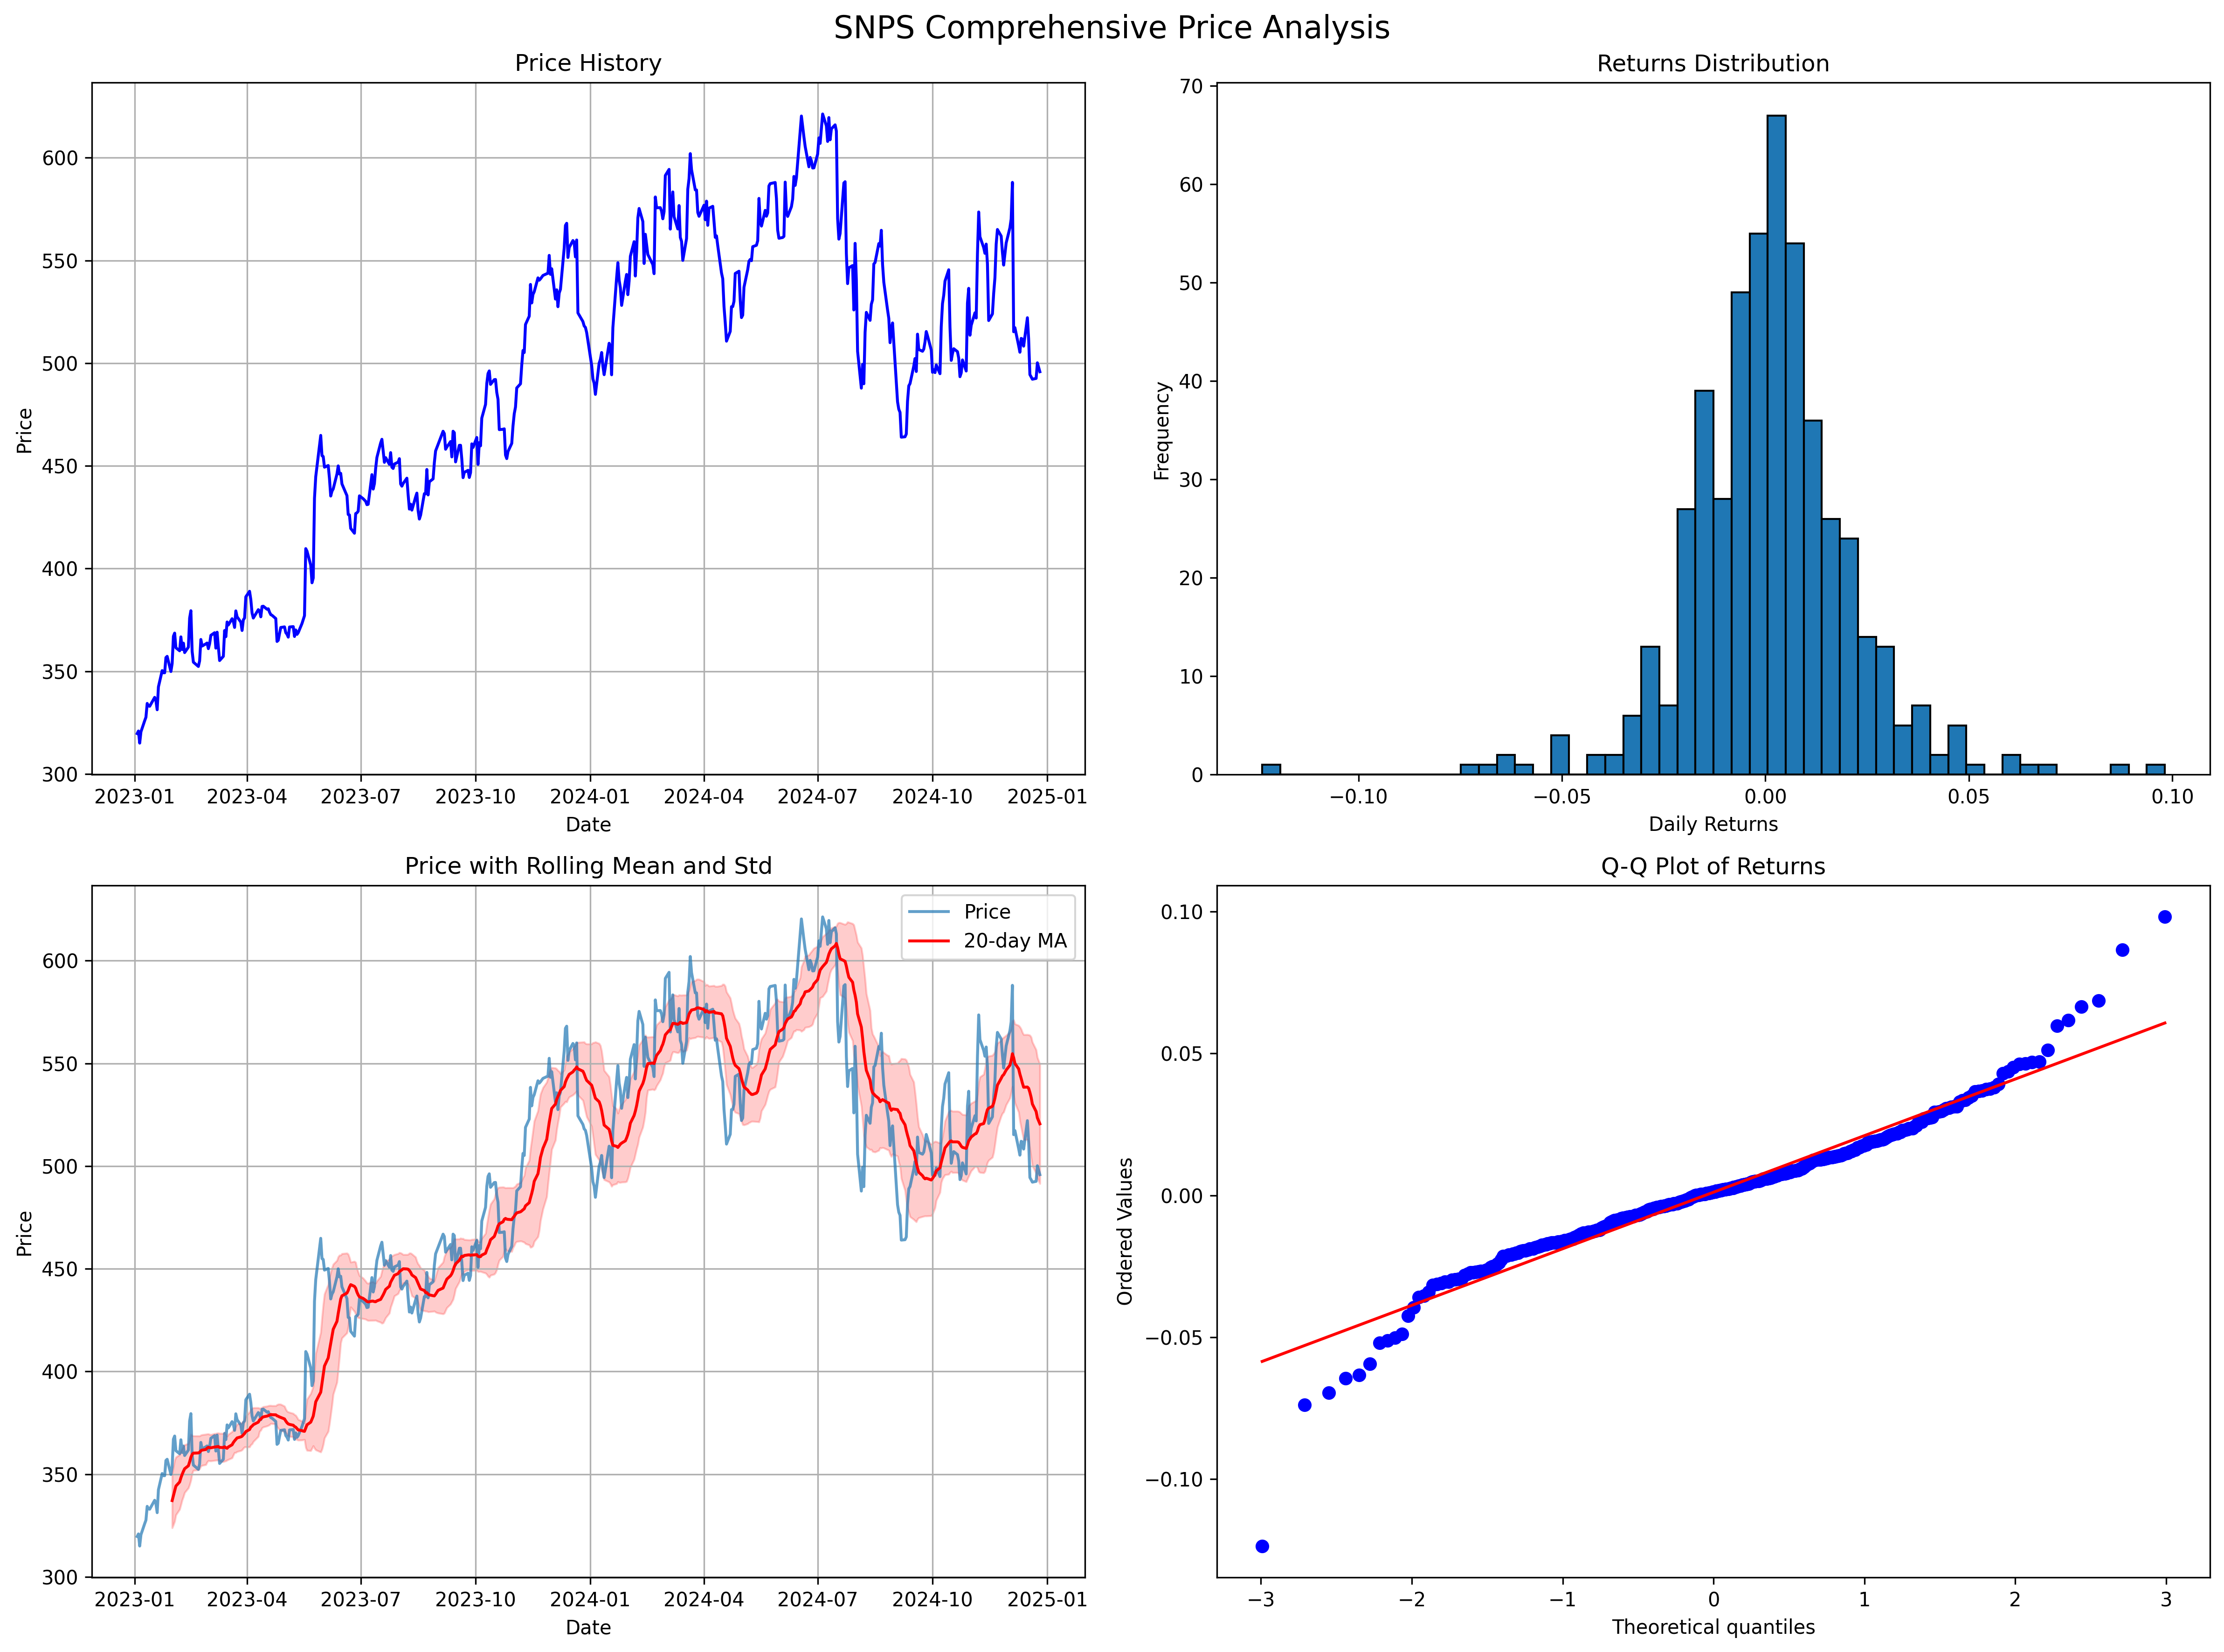 SNPS Comprehensive Price Analysis
Price History
Price
600
550
500
450
400
350
300
2023-01 2023-04 2023-07 2023-10 2024-01 2024-04 2024-07 2024-10 2025-01
Date
Returns Distribution
Frequency
70
60
50
40
30
20
10
0
−0.10 −0.05 0.00 0.05 0.10
Daily Returns
Price with Rolling Mean and Std
Price
20-day MA
Price
600
550
500
450
400
350
300
2023-01 2023-04 2023-07 2023-10 2024-01 2024-04 2024-07 2024-10 2025-01
Date
Q-Q Plot of Returns
Ordered Values
0.10
0.05
0.00
−0.05
−0.10
−3 −2 −1 0 1 2 3
Theoretical quantiles